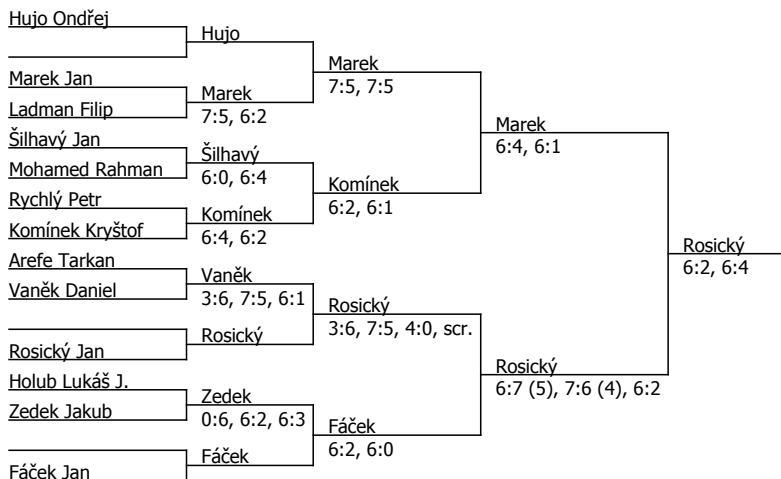 Hujo Ondřej
Hujo
Marek Jan
Ladman Filip
Marek
7:5, 6:2
Marek
7:5, 7:5
Šilhavý Jan
Mohamed Rahman
Šilhavý
6:0, 6:4
Rychlý Petr
Komínek Kryštof
Komínek
6:4, 6:2
Komínek
6:2, 6:1
Marek
6:4, 6:1
Arefe Tarkan
Vaněk Daniel
Vaněk
3:6, 7:5, 6:1
Rosický Jan
Rosický
Rosický
3:6, 7:5, 4:0, scr.
Holub Lukáš J.
Zedek Jakub
Zedek
0:6, 6:2, 6:3
Fáček Jan
Fáček
Fáček
6:2, 6:0
Rosický
6:7 (5), 7:6 (4), 6:2
Rosický
6:2, 6:4